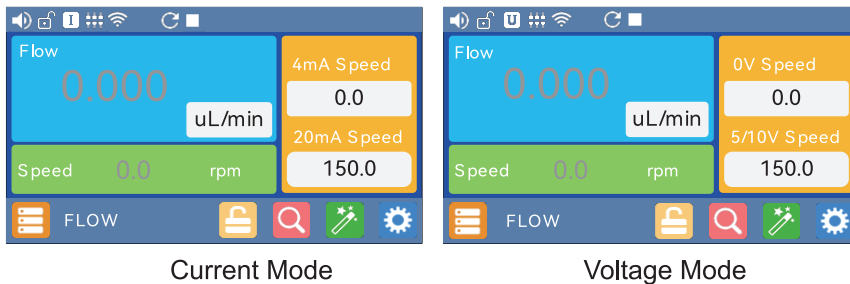 I
Flow
0.000
uL/min
4mA Speed
0.0
20mA Speed
150.0
Speed 0.0 rpm
FLOW
Current Mode
U
Flow
0.000
uL/min
0V Speed
0.0
5/10V Speed
150.0
Speed 0.0 rpm
FLOW
Voltage Mode